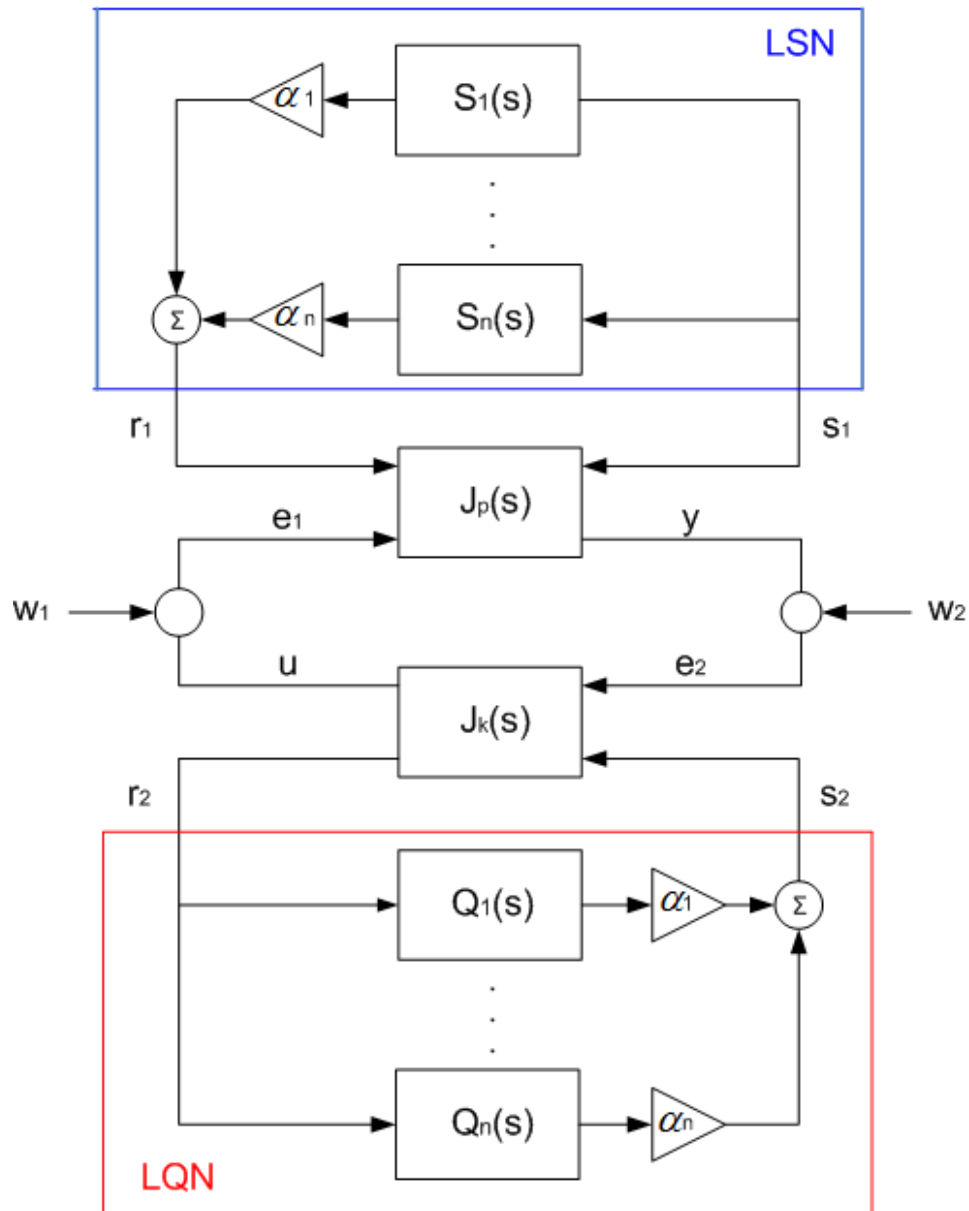 LSN
α1
S1(s)
.
.
.
Σ
αn
Sn(s)
r1
s1
Jp(s)
e1
y
w1
w2
u
e2
Jk(s)
r2
s2
Q1(s)
α1
Σ
.
.
.
Qn(s)
αn
LQN